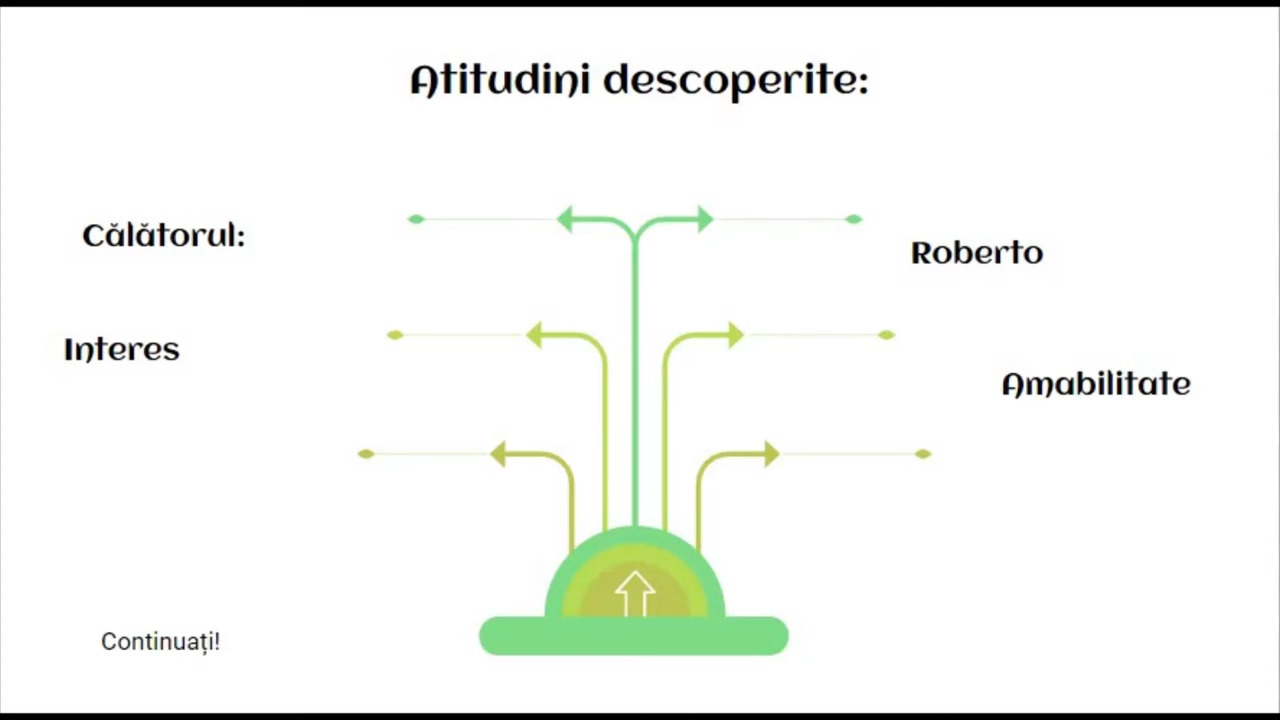 Atitudini descoperite:
Călătorul:
Roberto
Interes
Amabilitate
Continuați!